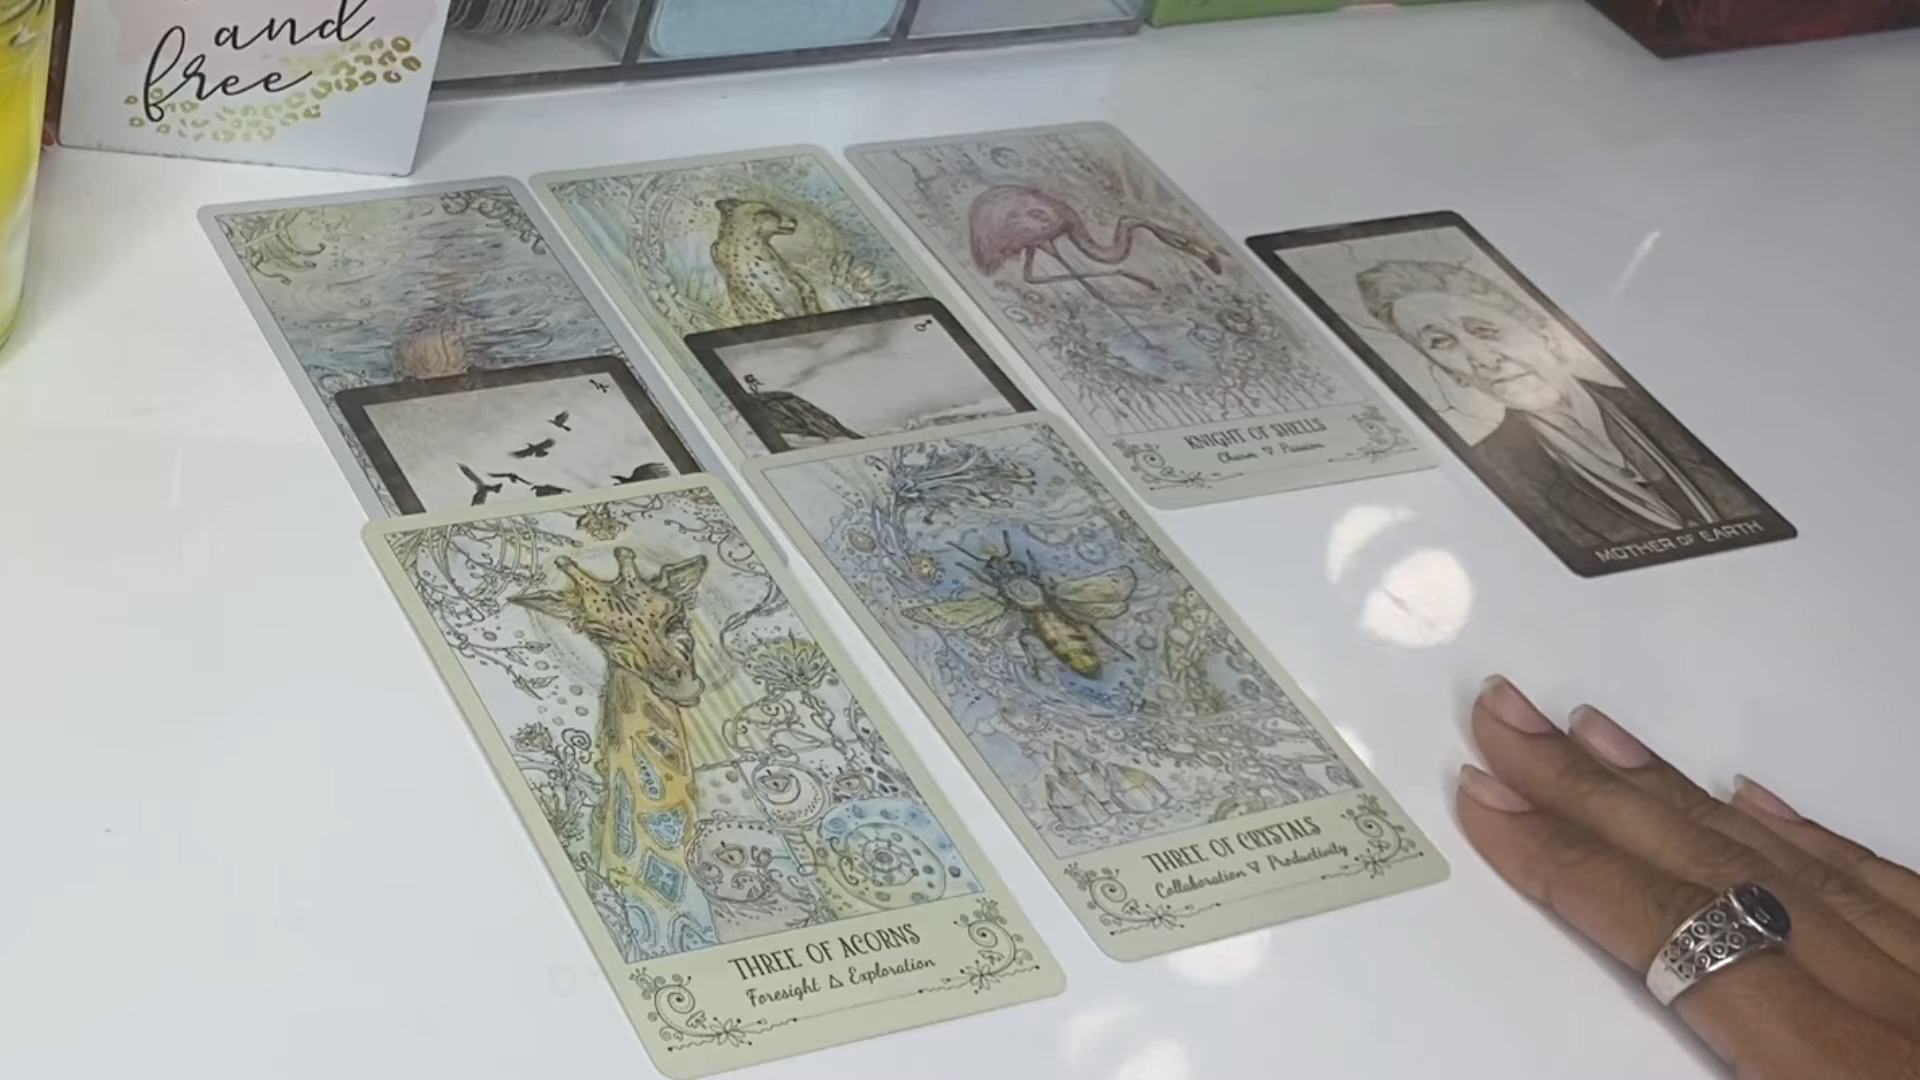 and
free
KNIGHT OF SHELLS
Charm ▽ Passion
MOTHER OF EARTH
THREE OF CRYSTALS
Collaboration ▽ Productivity
THREE OF ACORNS
Foresight △ Exploration